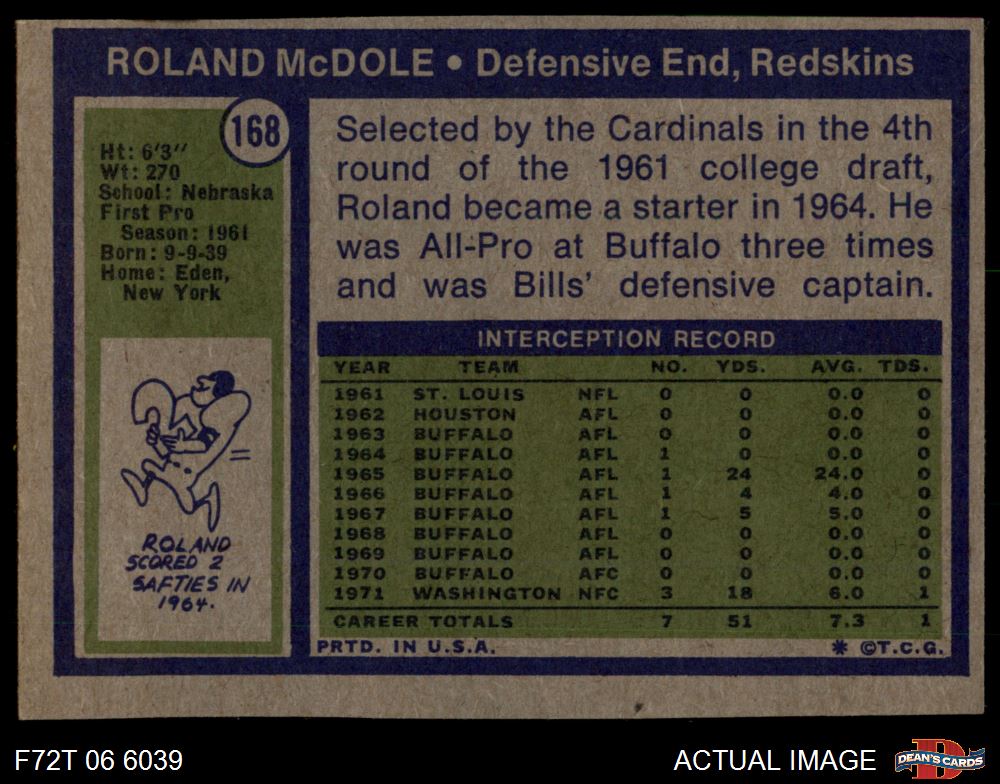 ROLAND McDOLE • Defensive End, Redskins
168
Ht: 6'3"
Wt: 270
School: Nebraska
First Pro
Season: 1961
Born: 9-9-39
Home: Eden,
New York
Selected by the Cardinals in the 4th
round of the 1961 college draft,
Roland became a starter in 1964. He
was All-Pro at Buffalo three times
and was Bills' defensive captain.
INTERCEPTION RECORD
YEAR TEAM NO. YDS. AVG. TDS.
1961 ST. LOUIS NFL 0 0 0.0 0
1962 HOUSTON AFL 0 0 0.0 0
1963 BUFFALO AFL 0 0 0.0 0
1964 BUFFALO AFL 1 0 0.0 0
1965 BUFFALO AFL 1 24 24.0 0
1966 BUFFALO AFL 1 4 4.0 0
1967 BUFFALO AFL 1 5 5.0 0
1968 BUFFALO AFL 0 0 0.0 0
1969 BUFFALO AFL 0 0 0.0 0
1970 BUFFALO AFC 0 0 0.0 0
1971 WASHINGTON NFC 3 18 6.0 1
CAREER TOTALS 7 51 7.3 1
ROLAND
SCORED 2
SAFTIES IN
1964.
PRTD. IN U.S.A. * ©T.C.G.
F72T 06 6039 ACTUAL IMAGE
DEAN'S CARDS